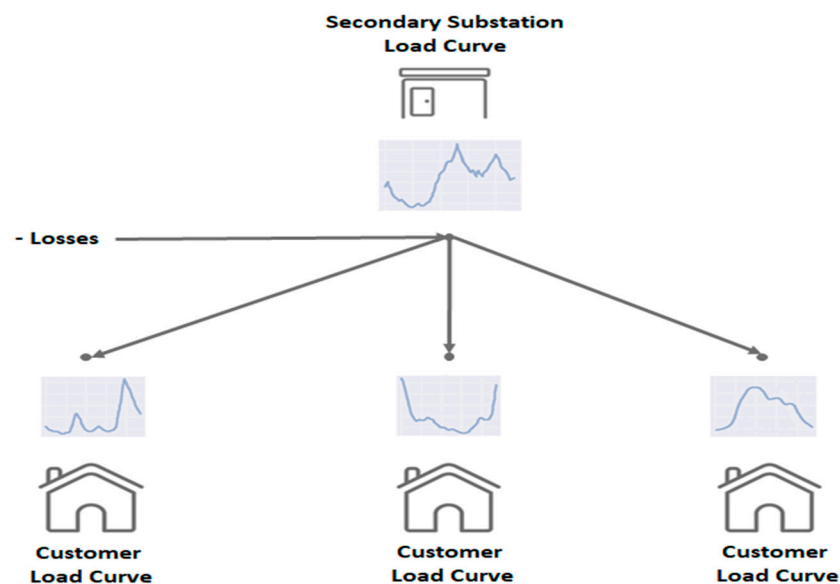 Secondary Substation
Load Curve
- Losses
Customer
Load Curve
Customer
Load Curve
Customer
Load Curve